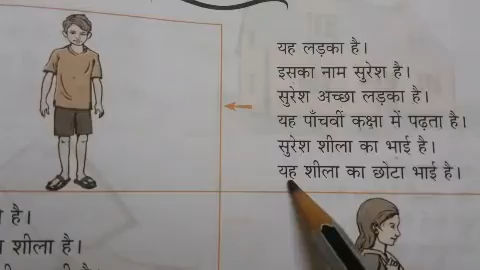 यह लड़का है।
इसका नाम सुरेश है।
सुरेश अच्छा लड़का है।
यह पाँचवीं कक्षा में पढ़ता है।
सुरेश शीला का भाई है।
यह शीला का छोटा भाई है।
है।
शीला है।